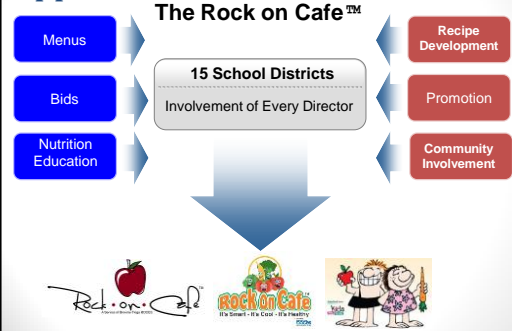 The Rock on Cafe™
Menus
Bids
Nutrition
Education
15 School Districts
Involvement of Every Director
Recipe
Development
Promotion
Community
Involvement
Rock•on•Cafe
Rock on Cafe
It's Smart - It's Cool - It's Healthy